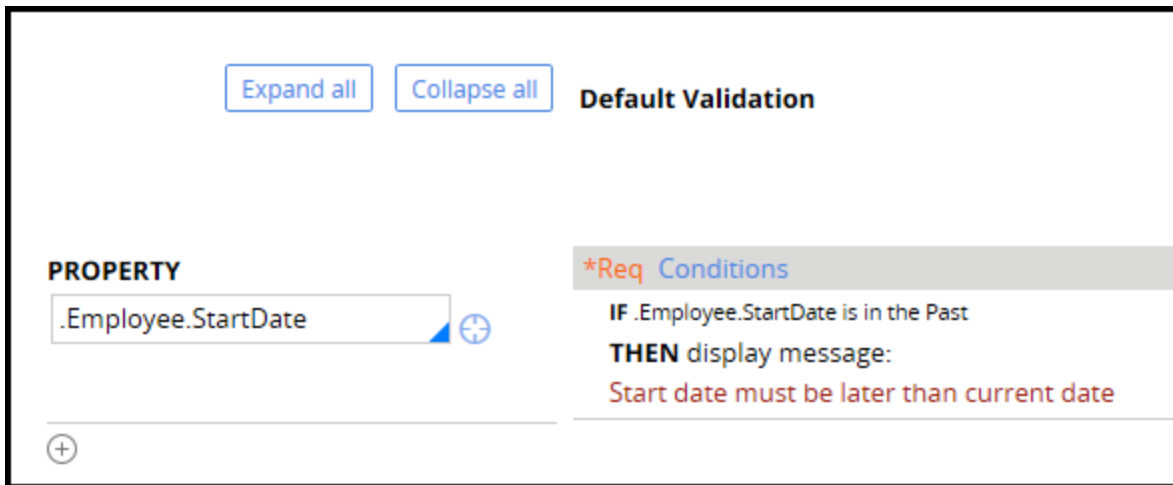 Expand all Collapse all Default Validation
PROPERTY
*Req Conditions
.Employee.StartDate
IF .Employee.StartDate is in the Past
THEN display message:
Start date must be later than current date